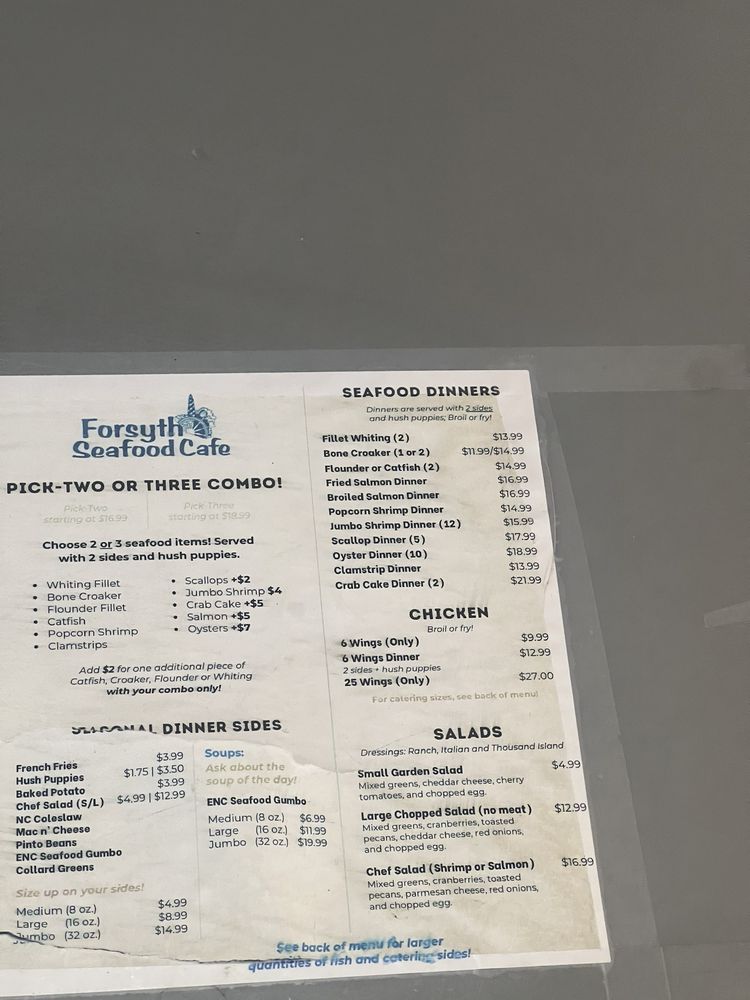 Forsyth
Seafood Cafe
PICK-TWO OR THREE COMBO!
Pick-Two
starting at $16.99
Pick-Three
starting at $19.99
Choose 2 or 3 seafood items! Served
with 2 sides and hush puppies.
• Whiting Fillet
• Bone Croaker
• Flounder Fillet
• Catfish
• Popcorn Shrimp
• Clamstrips
• Scallops +$2
• Jumbo Shrimp $4
• Crab Cake +$5
• Salmon +$5
• Oysters +$7
Add $2 for one additional piece of
Catfish, Croaker, Flounder or Whiting
with your combo only!
SEASONAL DINNER SIDES
French Fries $3.99
Hush Puppies $1.75 | $3.50
Baked Potato $3.99
Chef Salad (S/L) $4.99 | $12.99
NC Coleslaw
Mac n' Cheese
Pinto Beans
ENC Seafood Gumbo
Collard Greens
Size up on your sides!
Medium (8 oz.) $4.99
Large (16 oz.) $8.99
Jumbo (32 oz.) $14.99
Soups:
Ask about the
soup of the day!
ENC Seafood Gumbo
Medium (8 oz.) $6.99
Large (16 oz.) $11.99
Jumbo (32 oz.) $19.99
SEAFOOD DINNERS
Dinners are served with 2 sides
and hush puppies; Broil or fry!
Fillet Whiting (2) $13.99
Bone Croaker (1 or 2) $11.99/$14.99
Flounder or Catfish (2) $14.99
Fried Salmon Dinner $16.99
Broiled Salmon Dinner $16.99
Popcorn Shrimp Dinner $14.99
Jumbo Shrimp Dinner (12) $15.99
Scallop Dinner (5) $17.99
Oyster Dinner (10) $18.99
Clamstrip Dinner $13.99
Crab Cake Dinner (2) $21.99
CHICKEN
Broil or fry!
6 Wings (Only) $9.99
6 Wings Dinner $12.99
2 sides + hush puppies
25 Wings (Only) $27.00
For catering sizes, see back of menu!
SALADS
Dressings: Ranch, Italian and Thousand Island
Small Garden Salad $4.99
Mixed greens, cheddar cheese, cherry
tomatoes, and chopped egg.
Large Chopped Salad (no meat) $12.99
Mixed greens, cranberries, toasted
pecans, cheddar cheese, red onions,
and chopped egg.
Chef Salad (Shrimp or Salmon) $16.99
Mixed greens, cranberries, toasted
pecans, parmesan cheese, red onions,
and chopped egg.
See back of menu for larger
quantities of fish and catering sides!